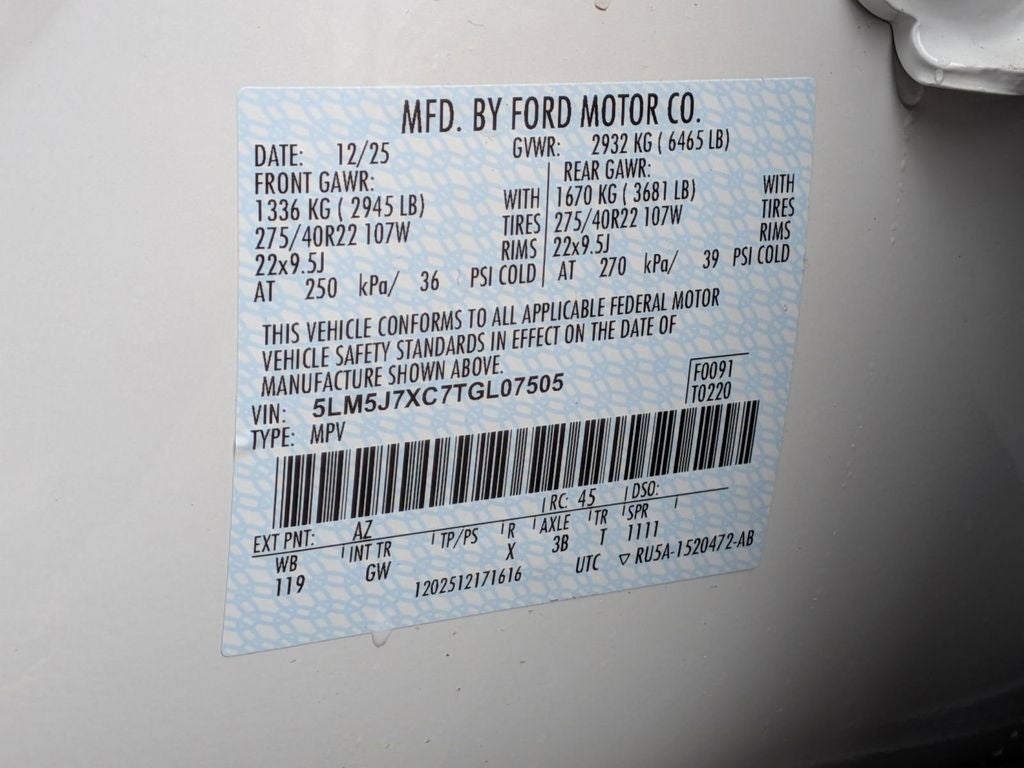 MFD. BY FORD MOTOR CO.
DATE: 12/25 GVWR: 2932 KG ( 6465 LB)
FRONT GAWR: REAR GAWR:
1336 KG ( 2945 LB) WITH 1670 KG ( 3681 LB) WITH
275/40R22 107W TIRES 275/40R22 107W TIRES
22x9.5J RIMS 22x9.5J RIMS
AT 250 kPa/ 36 PSI COLD AT 270 kPa/ 39 PSI COLD
THIS VEHICLE CONFORMS TO ALL APPLICABLE FEDERAL MOTOR
VEHICLE SAFETY STANDARDS IN EFFECT ON THE DATE OF
MANUFACTURE SHOWN ABOVE.
VIN: 5LM5J7XC7TGL07505 F0091
TYPE: MPV T0220
EXT PNT: AZ RC: 45 DSO:
WB INT TR TP/PS R AXLE TR SPR
119 GW X 3B T 1111
1202512171616 UTC ▽ RU5A-1520472-AB